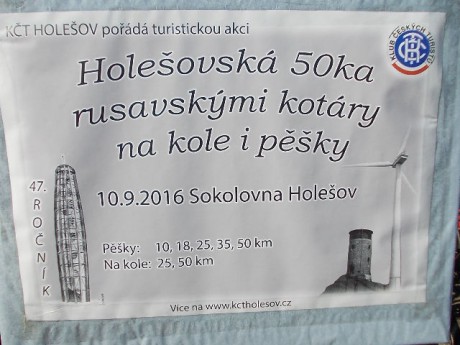 KČT HOLEŠOV pořádá turistickou akci
KLUB ČESKÝCH TURISTŮ
KČT
Holešovská 50ka
rusavskými kotáry
na kole i pěšky
47. ROČNÍK
10.9.2016 Sokolovna Holešov
Pěšky: 10, 18, 25, 35, 50 km
Na kole: 25, 50 km
Více na www.kctholesov.cz